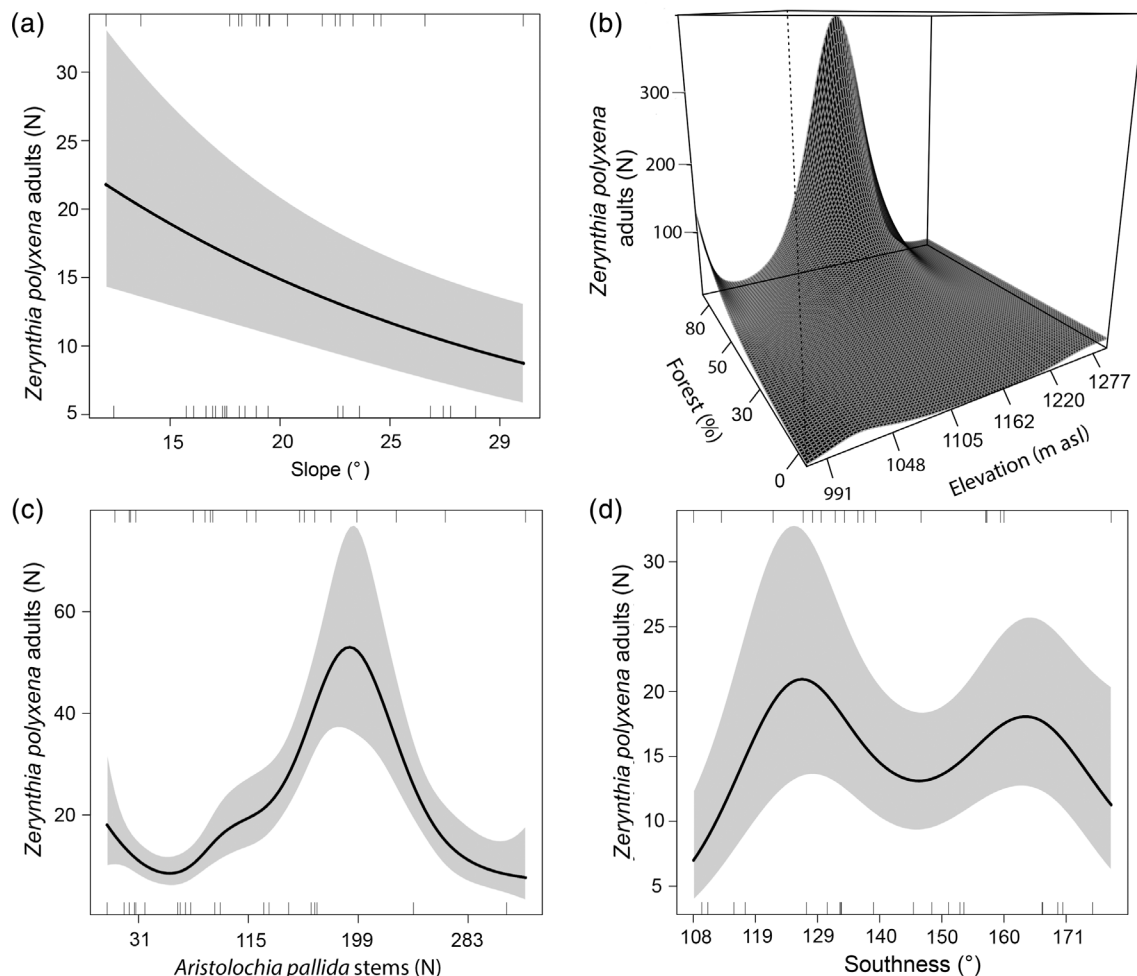 (a)
Zerynthia polyxena adults (N)
30
25
20
15
10
5
15 20 25 29
Slope (°)
(b)
Zerynthia polyxena
adults (N)
300
200
100
80
50
30
0
Forest (%)
991
1048
1105
1162
1220
1277
Elevation (m asl)
(c)
Zerynthia polyxena adults (N)
60
40
20
31 115 199 283
Aristolochia pallida stems (N)
(d)
Zerynthia polyxena adults (N)
30
25
20
15
10
5
108 119 129 140 150 160 171
Southness (°)